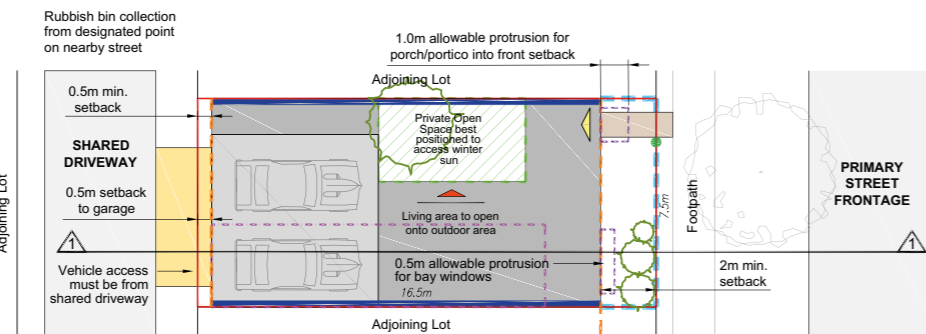 Rubbish bin collection
from designated point
on nearby street
1.0m allowable protrusion for
porch/portico into front setback
Adjoining Lot
0.5m min.
setback
Private Open
Space best
positioned to
access winter
sun
SHARED
DRIVEWAY
PRIMARY
STREET
FRONTAGE
0.5m setback
to garage
Adjoining Lot
Living area to open
onto outdoor area
7.5m
Footpath
1
1
Vehicle access
must be from
shared driveway
0.5m allowable protrusion
for bay windows
16.5m
2m min.
setback
Adjoining Lot